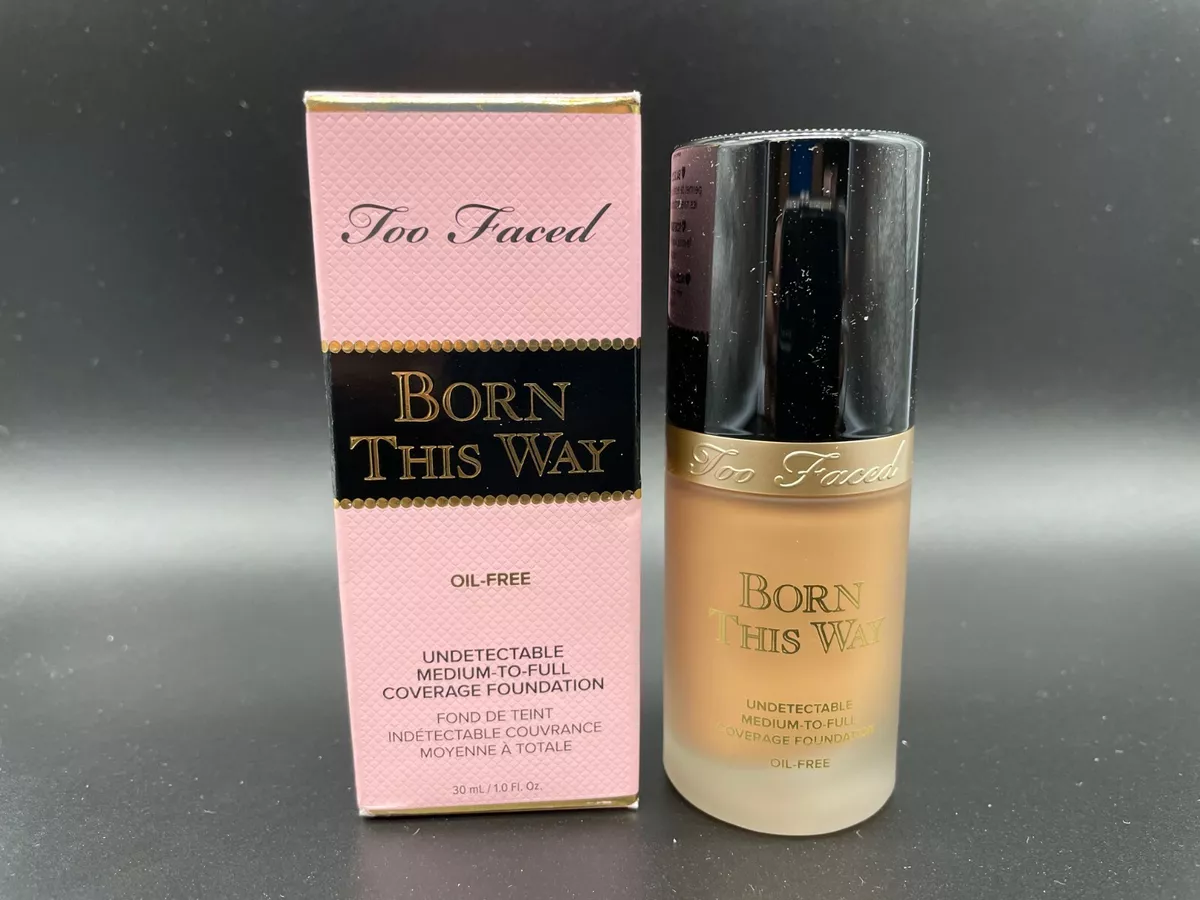 Too Faced
BORN
THIS WAY
OIL-FREE
UNDETECTABLE
MEDIUM-TO-FULL
COVERAGE FOUNDATION
FOND DE TEINT
INDÉTECTABLE COUVRANCE
MOYENNE À TOTALE
30 mL / 1.0 Fl. Oz.
Too Faced
BORN
THIS WAY
UNDETECTABLE
MEDIUM-TO-FULL
COVERAGE FOUNDATION
OIL-FREE